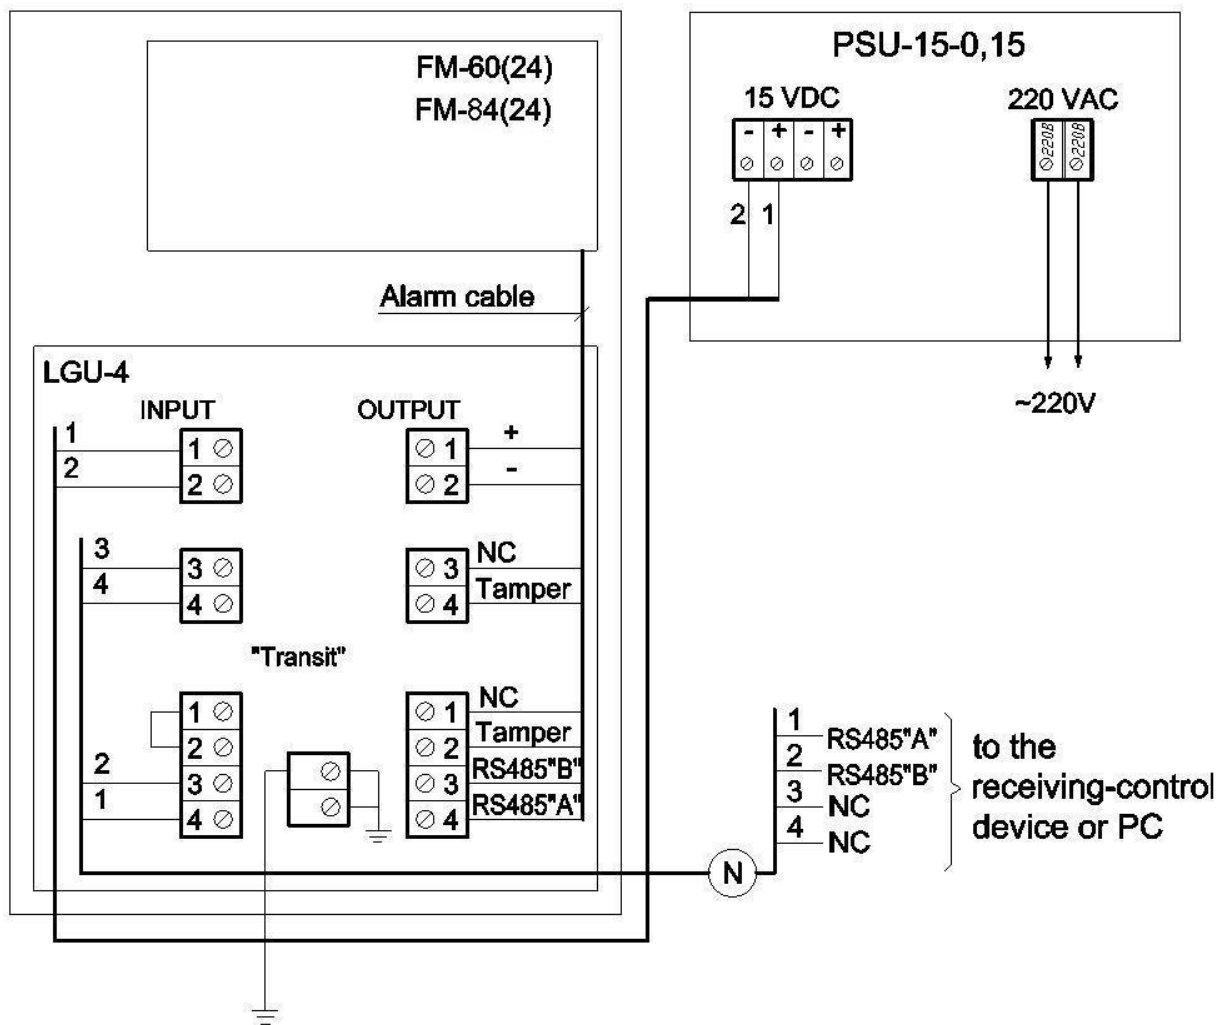 FM-60(24)
FM-84(24)
PSU-15-0,15
15 VDC
220 VAC
- + - +
220В 220В
2 1
Alarm cable
~220V
LGU-4
INPUT
OUTPUT
1
1
1
+
2
2
2
-
3
3
3
NC
4
4
4
Tamper
"Transit"
1
1
NC
2
2
Tamper
2
3
3
RS485"B"
1
4
4
RS485"A"
1
RS485"A"
2
RS485"B"
3
NC
4
NC
to the
receiving-control
device or PC
N